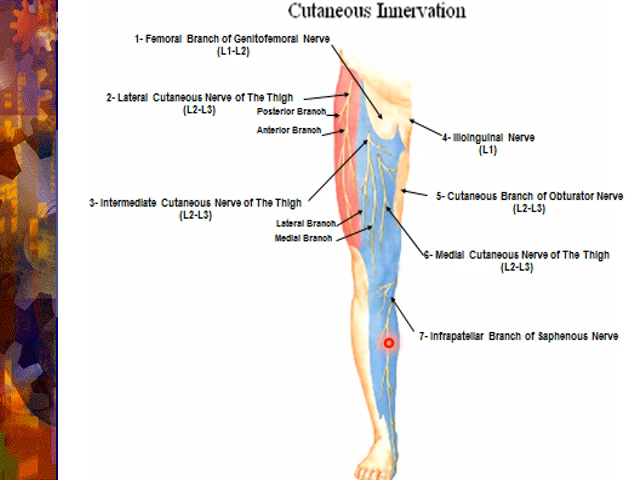 Cutaneous Innervation
1- Femoral Branch of Genitofemoral Nerve
(L1-L2)
2- Lateral Cutaneous Nerve of The Thigh
(L2-L3)
Posterior Branch
Anterior Branch
4- Ilioinguinal Nerve
(L1)
3- Intermediate Cutaneous Nerve of The Thigh
(L2-L3)
5- Cutaneous Branch of Obturator Nerve
(L2-L3)
Lateral Branch
Medial Branch
6- Medial Cutaneous Nerve of The Thigh
(L2-L3)
7- Infrapatellar Branch of Saphenous Nerve